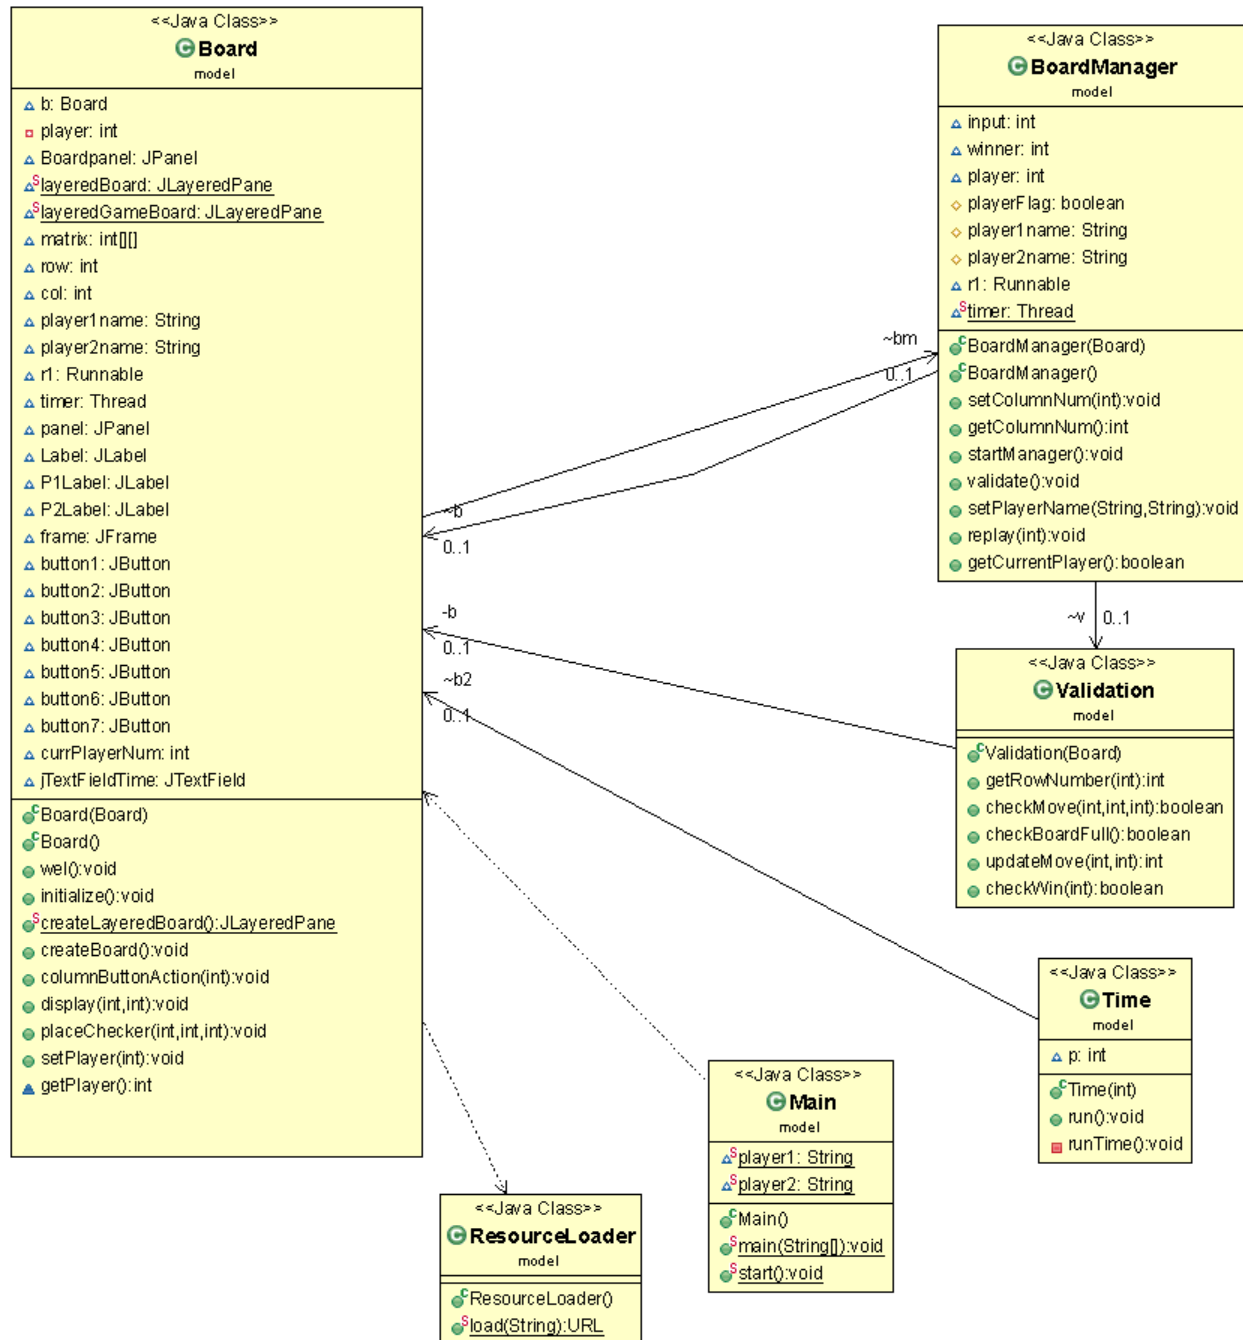 <<Java Class>>
Board
model
b: Board
player: int
Boardpanel: JPanel
layeredBoard: JLayeredPane
layeredGameBoard: JLayeredPane
matrix: int[][]
row: int
col: int
player1name: String
player2name: String
r1: Runnable
timer: Thread
panel: JPanel
Label: JLabel
P1Label: JLabel
P2Label: JLabel
frame: JFrame
button1: JButton
button2: JButton
button3: JButton
button4: JButton
button5: JButton
button6: JButton
button7: JButton
currPlayerNum: int
jTextFieldTime: JTextField
Board(Board)
Board()
wel():void
initialize():void
createLayeredBoard():JLayeredPane
createBoard():void
columnButtonAction(int):void
display(int,int):void
placeChecker(int,int,int):void
setPlayer(int):void
getPlayer():int
<<Java Class>>
BoardManager
model
input: int
winner: int
player: int
playerFlag: boolean
player1name: String
player2name: String
r1: Runnable
timer: Thread
BoardManager(Board)
BoardManager()
setColumnNum(int):void
getColumnNum():int
startManager():void
validate():void
setPlayerName(String,String):void
replay(int):void
getCurrentPlayer():boolean
~bm
0..1
~b
0..1
-b
0..1
~b2
0..1
~v
0..1
<<Java Class>>
Validation
model
Validation(Board)
getRowNumber(int):int
checkMove(int,int,int):boolean
checkBoardFull():boolean
updateMove(int,int):int
checkWin(int):boolean
<<Java Class>>
Time
model
p: int
Time(int)
run():void
runTime():void
<<Java Class>>
Main
model
player1: String
player2: String
Main()
main(String[]):void
start():void
<<Java Class>>
ResourceLoader
model
ResourceLoader()
load(String):URL